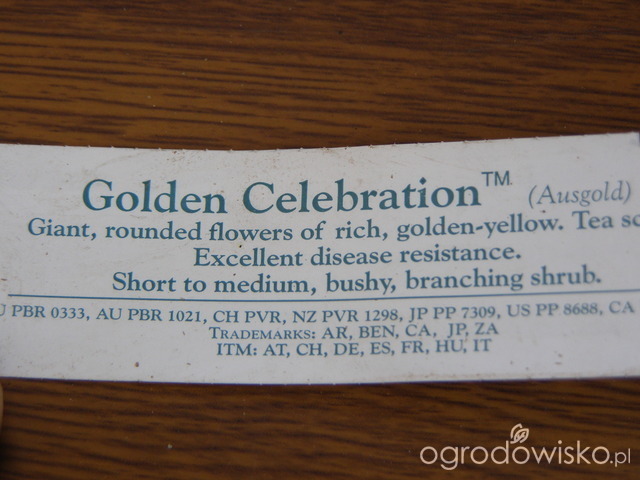 Golden Celebration™ (Ausgold)
Giant, rounded flowers of rich, golden-yellow. Tea
Excellent disease resistance.
Short to medium, bushy, branching shrub.
PBR 0333, AU PBR 1021, CH PVR, NZ PVR 1298, JP PP 7309, US PP 8688, CA
TRADEMARKS: AR, BEN, CA, JP, ZA
ITM: AT, CH, DE, ES, FR, HU, IT
ogrodowisko.pl